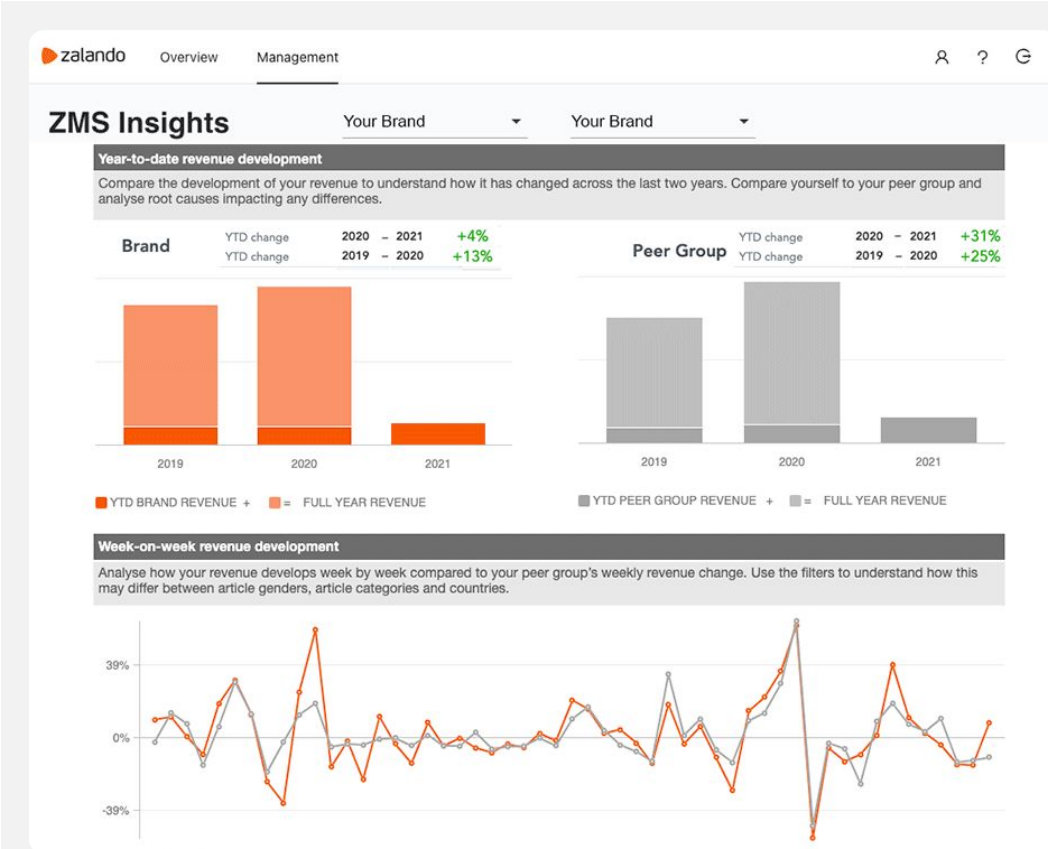 zalando Overview Management ?
ZMS Insights Your Brand Your Brand
Year-to-date revenue development
Compare the development of your revenue to understand how it has changed across the last two years. Compare yourself to your peer group and
analyse root causes impacting any differences.
Brand
YTD change 2020 – 2021 +4%
YTD change 2019 – 2020 +13%
Peer Group
YTD change 2020 – 2021 +31%
YTD change 2019 – 2020 +25%
2019 2020 2021
2019 2020 2021
YTD BRAND REVENUE + = FULL YEAR REVENUE
YTD PEER GROUP REVENUE + = FULL YEAR REVENUE
Week-on-week revenue development
Analyse how your revenue develops week by week compared to your peer group's weekly revenue change. Use the filters to understand how this
may differ between article genders, article categories and countries.
39%
0%
-39%